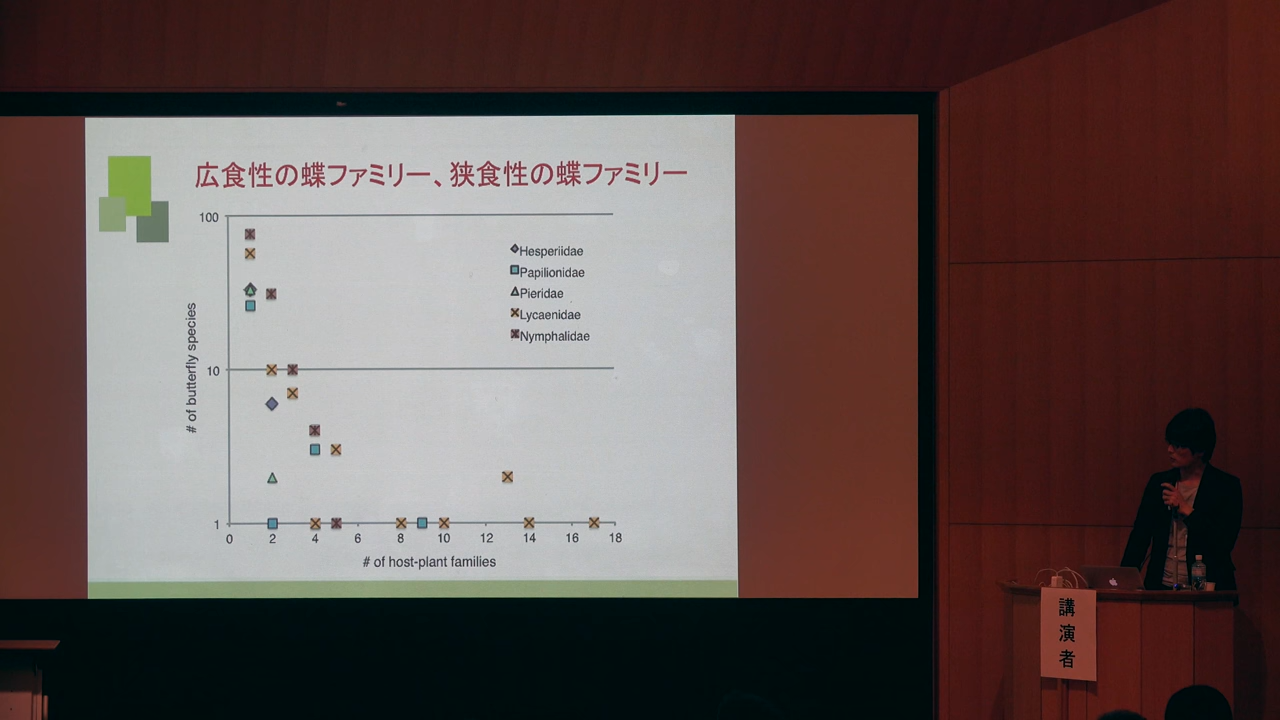 広食性の蝶ファミリー、狭食性の蝶ファミリー
100
10
1
# of butterfly species
Hesperiidae
Papilionidae
Pieridae
Lycaenidae
Nymphalidae
0 2 4 6 8 10 12 14 16 18
# of host-plant families
講
演
者